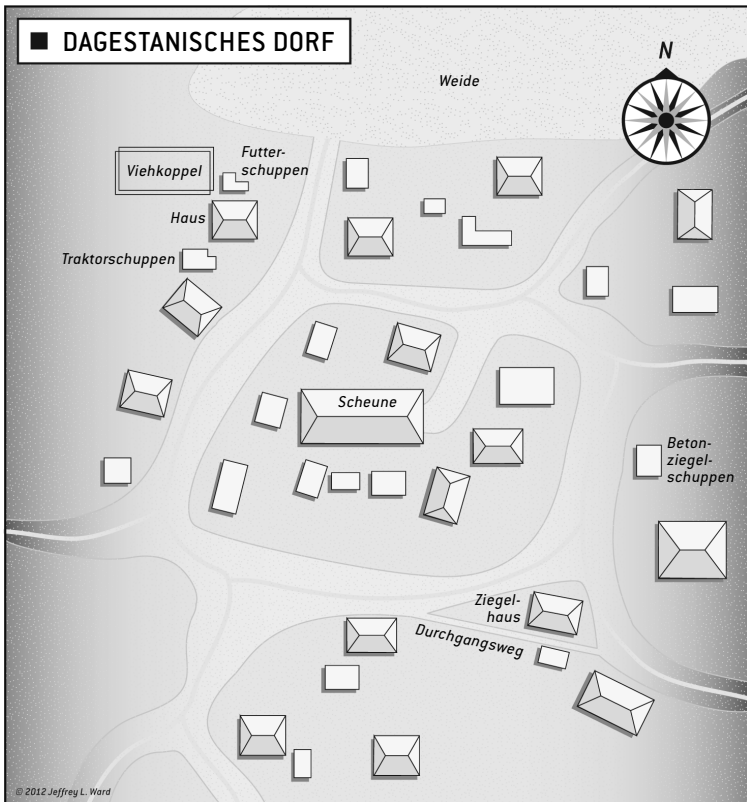 ■ DAGESTANISCHES DORF
N
Weide
Viehkoppel
Futter-
schuppen
Haus
Traktorschuppen
Scheune
Beton-
ziegel-
schuppen
Ziegel-
haus
Durchgangsweg
© 2012 Jeffrey L. Ward